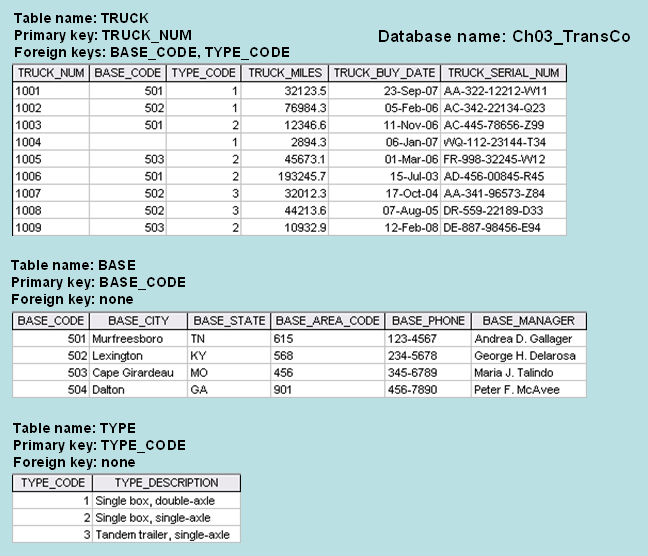 Table name: TRUCK
Primary key: TRUCK_NUM
Foreign keys: BASE_CODE, TYPE_CODE
Database name: Ch03_TransCo
TRUCK_NUM BASE_CODE TYPE_CODE TRUCK_MILES TRUCK_BUY_DATE TRUCK_SERIAL_NUM
1001 501 1 32123.5 23-Sep-07 AA-322-12212-W11
1002 502 1 76984.3 05-Feb-06 AC-342-22134-Q23
1003 501 2 12346.6 11-Nov-06 AC-445-78656-Z99
1004 1 2894.3 06-Jan-07 WQ-112-23144-T34
1005 503 2 45673.1 01-Mar-06 FR-998-32245-W12
1006 501 2 193245.7 15-Jul-03 AD-456-00845-R45
1007 502 3 32012.3 17-Oct-04 AA-341-96573-Z84
1008 502 3 44213.6 07-Aug-05 DR-559-22189-D33
1009 503 2 10932.9 12-Feb-08 DE-887-98456-E94
Table name: BASE
Primary key: BASE_CODE
Foreign key: none
BASE_CODE BASE_CITY BASE_STATE BASE_AREA_CODE BASE_PHONE BASE_MANAGER
501 Murfreesboro TN 615 123-4567 Andrea D. Gallager
502 Lexington KY 568 234-5678 George H. Delarosa
503 Cape Girardeau MO 456 345-6789 Maria J. Talindo
504 Dalton GA 901 456-7890 Peter F. McAvee
Table name: TYPE
Primary key: TYPE_CODE
Foreign key: none
TYPE_CODE TYPE_DESCRIPTION
1 Single box, double-axle
2 Single box, single-axle
3 Tandem trailer, single-axle